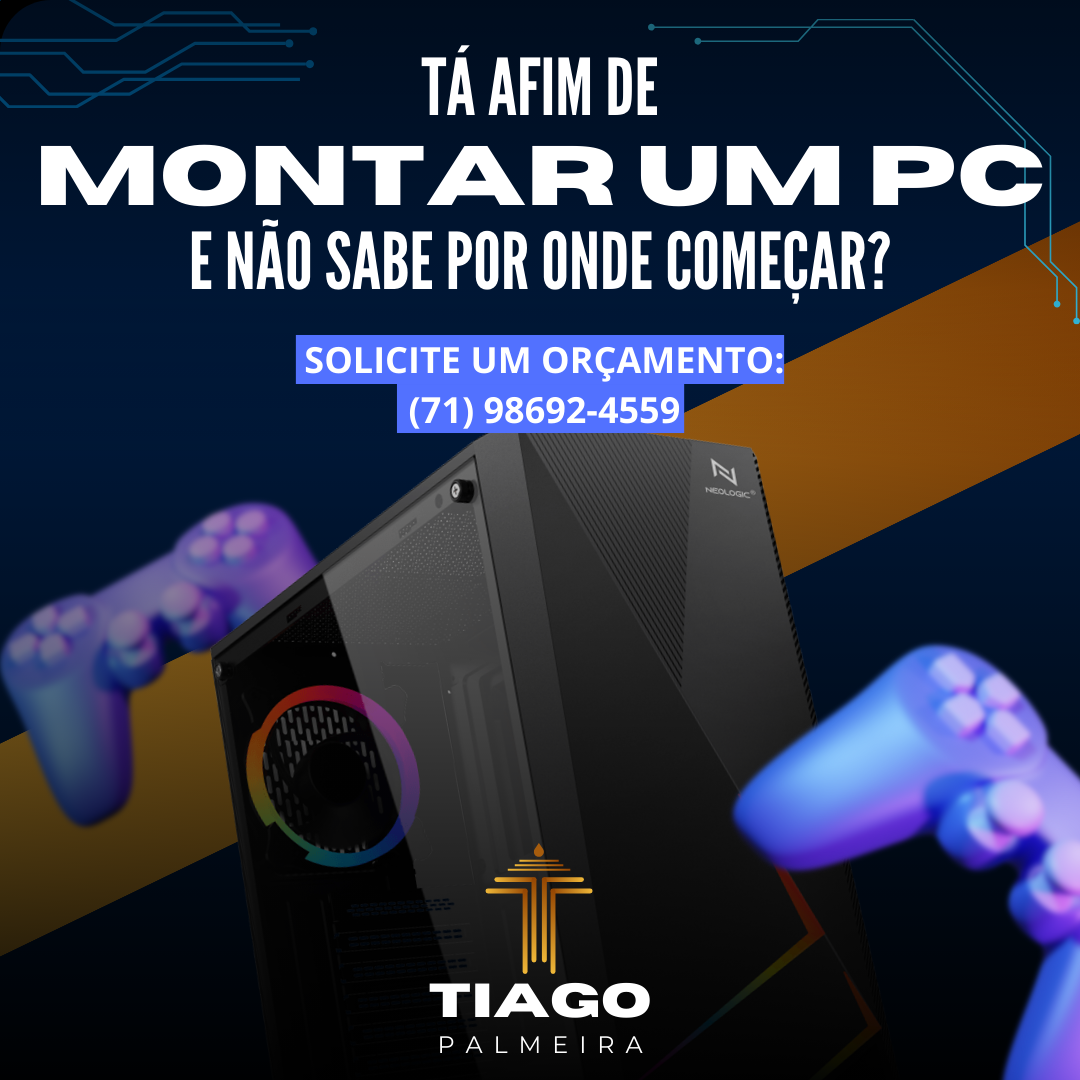 TÁ AFIM DE
MONTAR UM PC
E NÃO SABE POR ONDE COMEÇAR?
SOLICITE UM ORÇAMENTO:
(71) 98692-4559
NEOLOGIC®
TIAGO
PALMEIRA